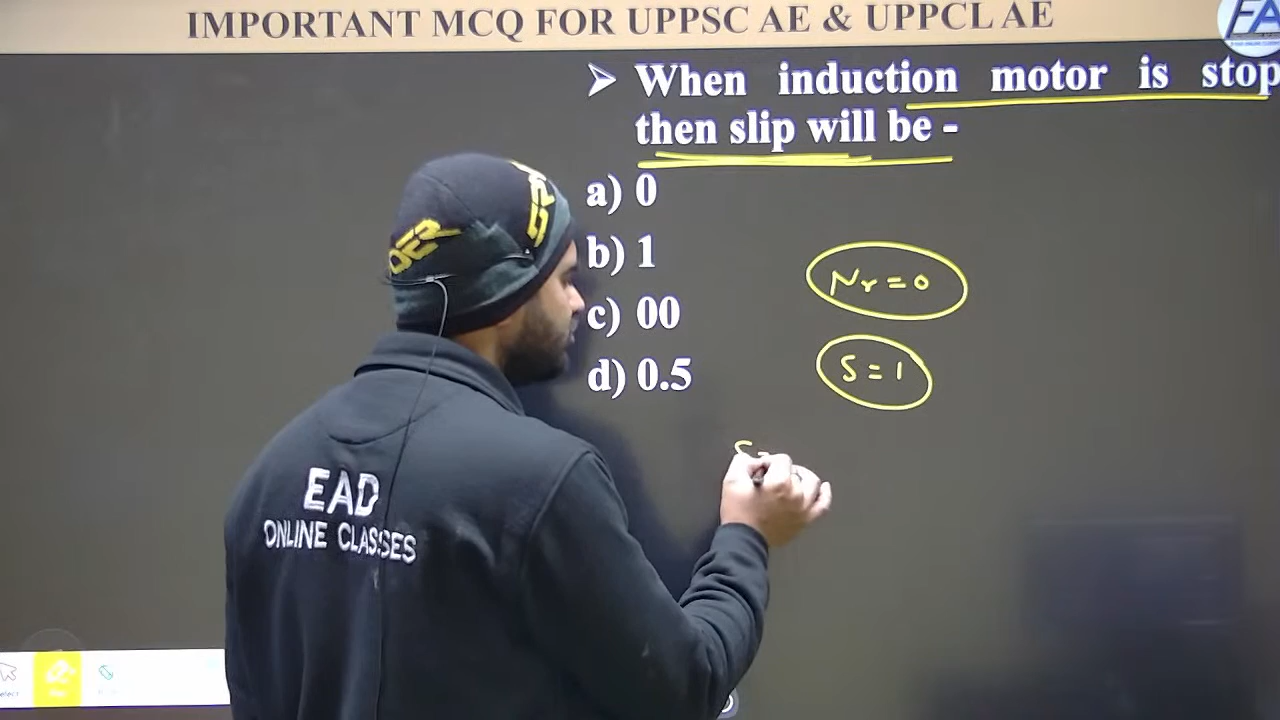 IMPORTANT MCQ FOR UPPSC AE & UPPCL AE
EA
➢ When induction motor is stop
then slip will be -
a) 0
b) 1
c) 00
d) 0.5
Nr = 0
S = 1
S
EAD
ONLINE CLASSES